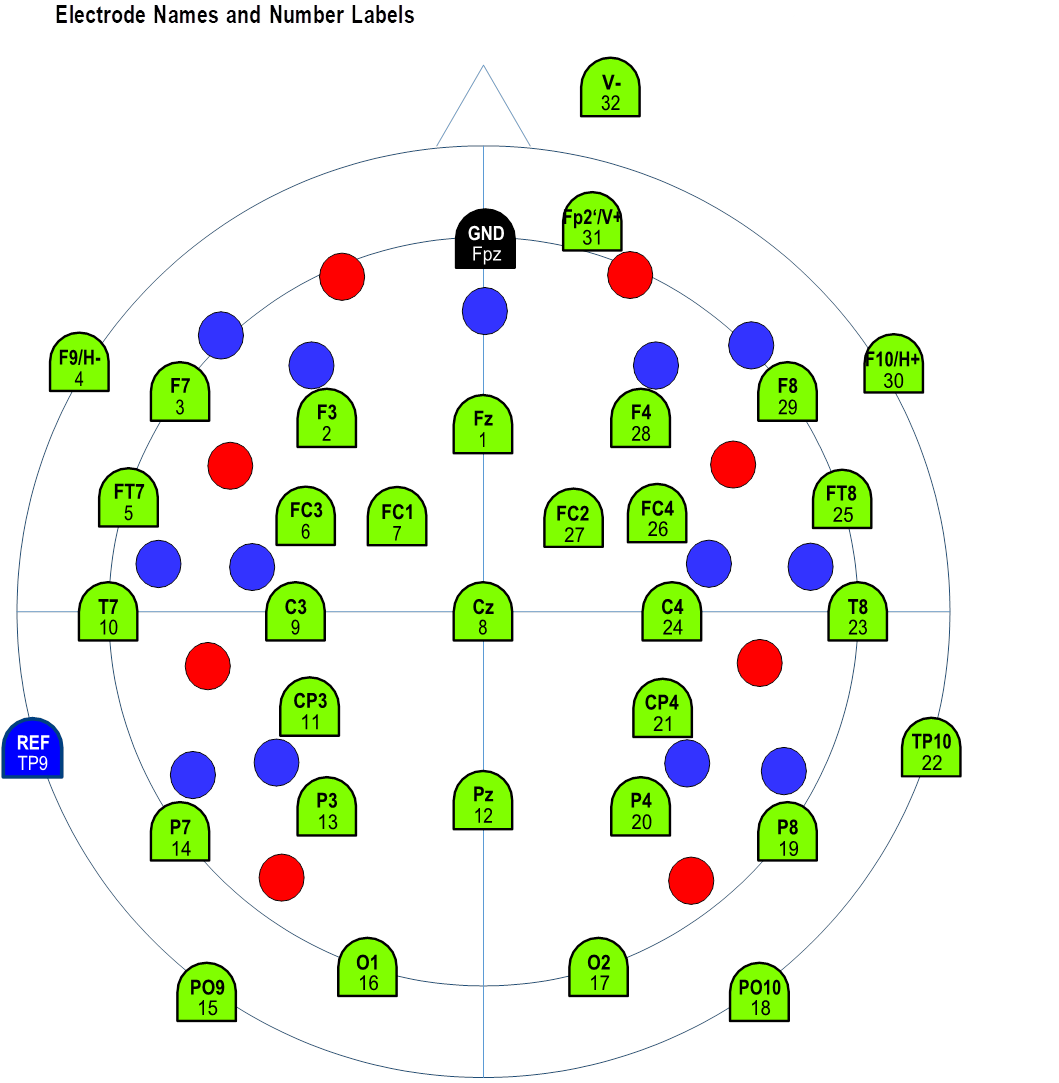 Electrode Names and Number Labels
V-
32
Fp2‘/V+
31
GND
Fpz
F9/H-
4
F7
3
F3
2
Fz
1
F4
28
F8
29
F10/H+
30
FT7
5
FC3
6
FC1
7
FC2
27
FC4
26
FT8
25
T7
10
C3
9
Cz
8
C4
24
T8
23
REF
TP9
CP3
11
CP4
21
TP10
22
P7
14
P3
13
Pz
12
P4
20
P8
19
PO9
15
O1
16
O2
17
PO10
18